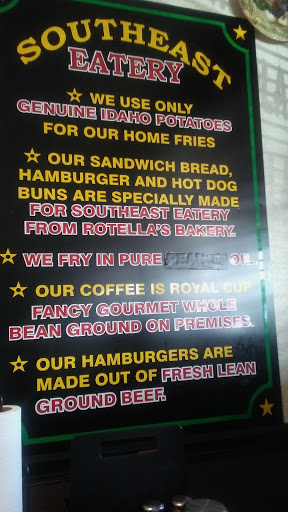 SOUTHEAST
EATERY
WE USE ONLY
GENUINE IDAHO POTATOES
FOR OUR HOME FRIES
OUR SANDWICH BREAD,
HAMBURGER AND HOT DOG
BUNS ARE SPECIALLY MADE
FOR SOUTHEAST EATERY
FROM ROTELLA'S BAKERY.
WE FRY IN PURE OIL
OUR COFFEE IS ROYAL CUP
FANCY GOURMET WHOLE
BEAN GROUND ON PREMISES.
OUR HAMBURGERS ARE
MADE OUT OF FRESH LEAN
GROUND BEEF.